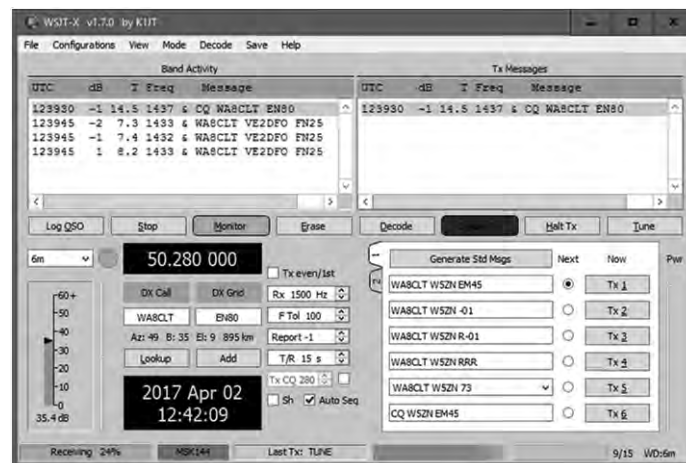 WSJT-X v1.7.0 by K1JT
File Configurations View Mode Decode Save Help
Band Activity
UTC dB T Freq Message
123930 -1 14.5 1437 & CQ WA8CLT EN80
123945 -2 7.3 1433 & WA8CLT VE2DFO FN25
123945 -1 7.4 1432 & WA8CLT VE2DFO FN25
123945 1 8.2 1433 & WA8CLT VE2DFO FN25
Tx Messages
UTC dB T Freq Message
123930 -1 14.5 1437 & CQ WA8CLT EN80
Log QSO Stop Monitor Erase Decode Halt Tx Tune
6m
50.280 000
Tx even/1st
DX Call DX Grid
Rx 1500 Hz
WA8CLT EN80
F Tol 100
Az: 49 B: 35 El: 9 895 km
Report -1
Lookup Add
T/R 15 s
Tx CQ 280
2017 Apr 02
12:42:09
Sh Auto Seq
-60+
-50
-40
-30
-20
-10
-0
35.4 dB
1
2
Generate Std Msgs Next Now Pwr
WA8CLT W5ZN EM45 Tx 1
WA8CLT W5ZN -01 Tx 2
WA8CLT W5ZN R-01 Tx 3
WA8CLT W5ZN RRR Tx 4
WA8CLT W5ZN 73 Tx 5
CQ W5ZN EM45 Tx 6
Receiving 24% MSK144 Last Tx: TUNE 9/15 WD:6m